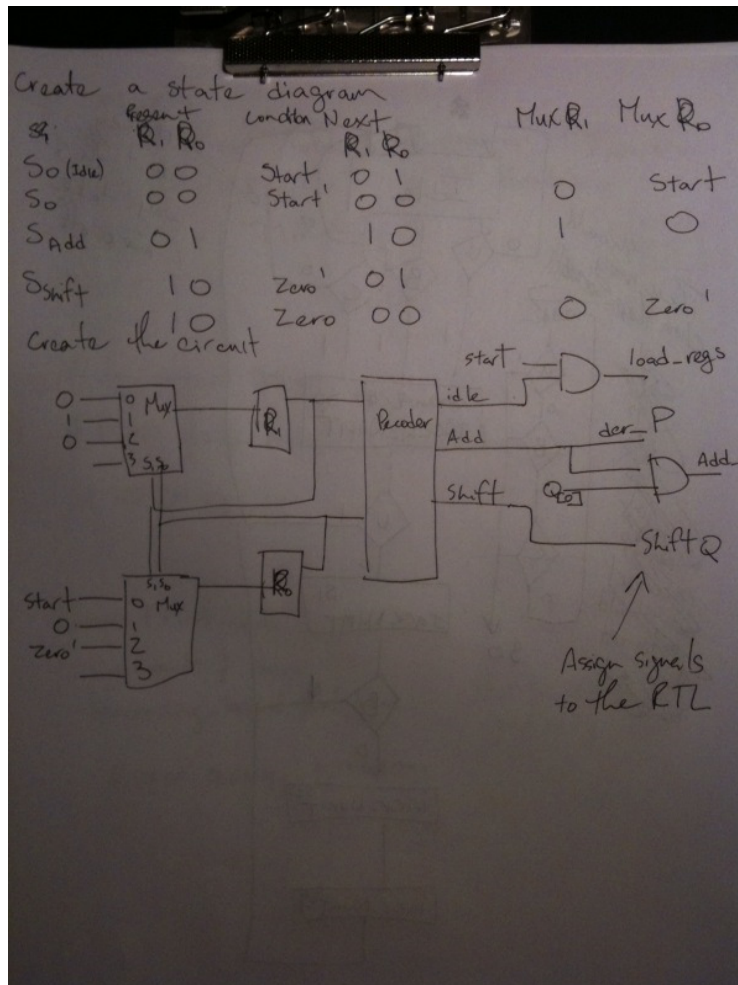 Create a state diagram
Present Condition Next Mux R1 Mux R0
R1 R0 R1 R0
S0 (Idle) 0 0 Start 0 1 0 Start
S0 0 0 Start' 0 0
SAdd 0 1 1 0 1 0
SShift 1 0 Zero' 0 1
1 0 Zero 0 0 0 Zero'
Create the circuit
start load_regs
0 0 Mux R1 Decoder idle
1 1
0 2 Add P
3 S1 S0 Add
Shift Q[0]
Shift Q
S1 S0 R0
Start 0 Mux
0 1
Zero' 2
3
Assign signals
to the RTL